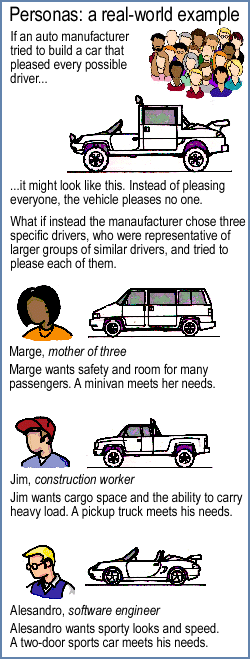 Personas: a real-world example
If an auto manufacturer
tried to build a car that
pleased every possible
driver...
...it might look like this. Instead of pleasing
everyone, the vehicle pleases no one.
What if instead the manaufacturer chose three
specific drivers, who were representative of
larger groups of similar drivers, and tried to
please each of them.
Marge, mother of three
Marge wants safety and room for many
passengers. A minivan meets her needs.
Jim, construction worker
Jim wants cargo space and the ability to carry
heavy load. A pickup truck meets his needs.
Alesandro, software engineer
Alesandro wants sporty looks and speed.
A two-door sports car meets his needs.